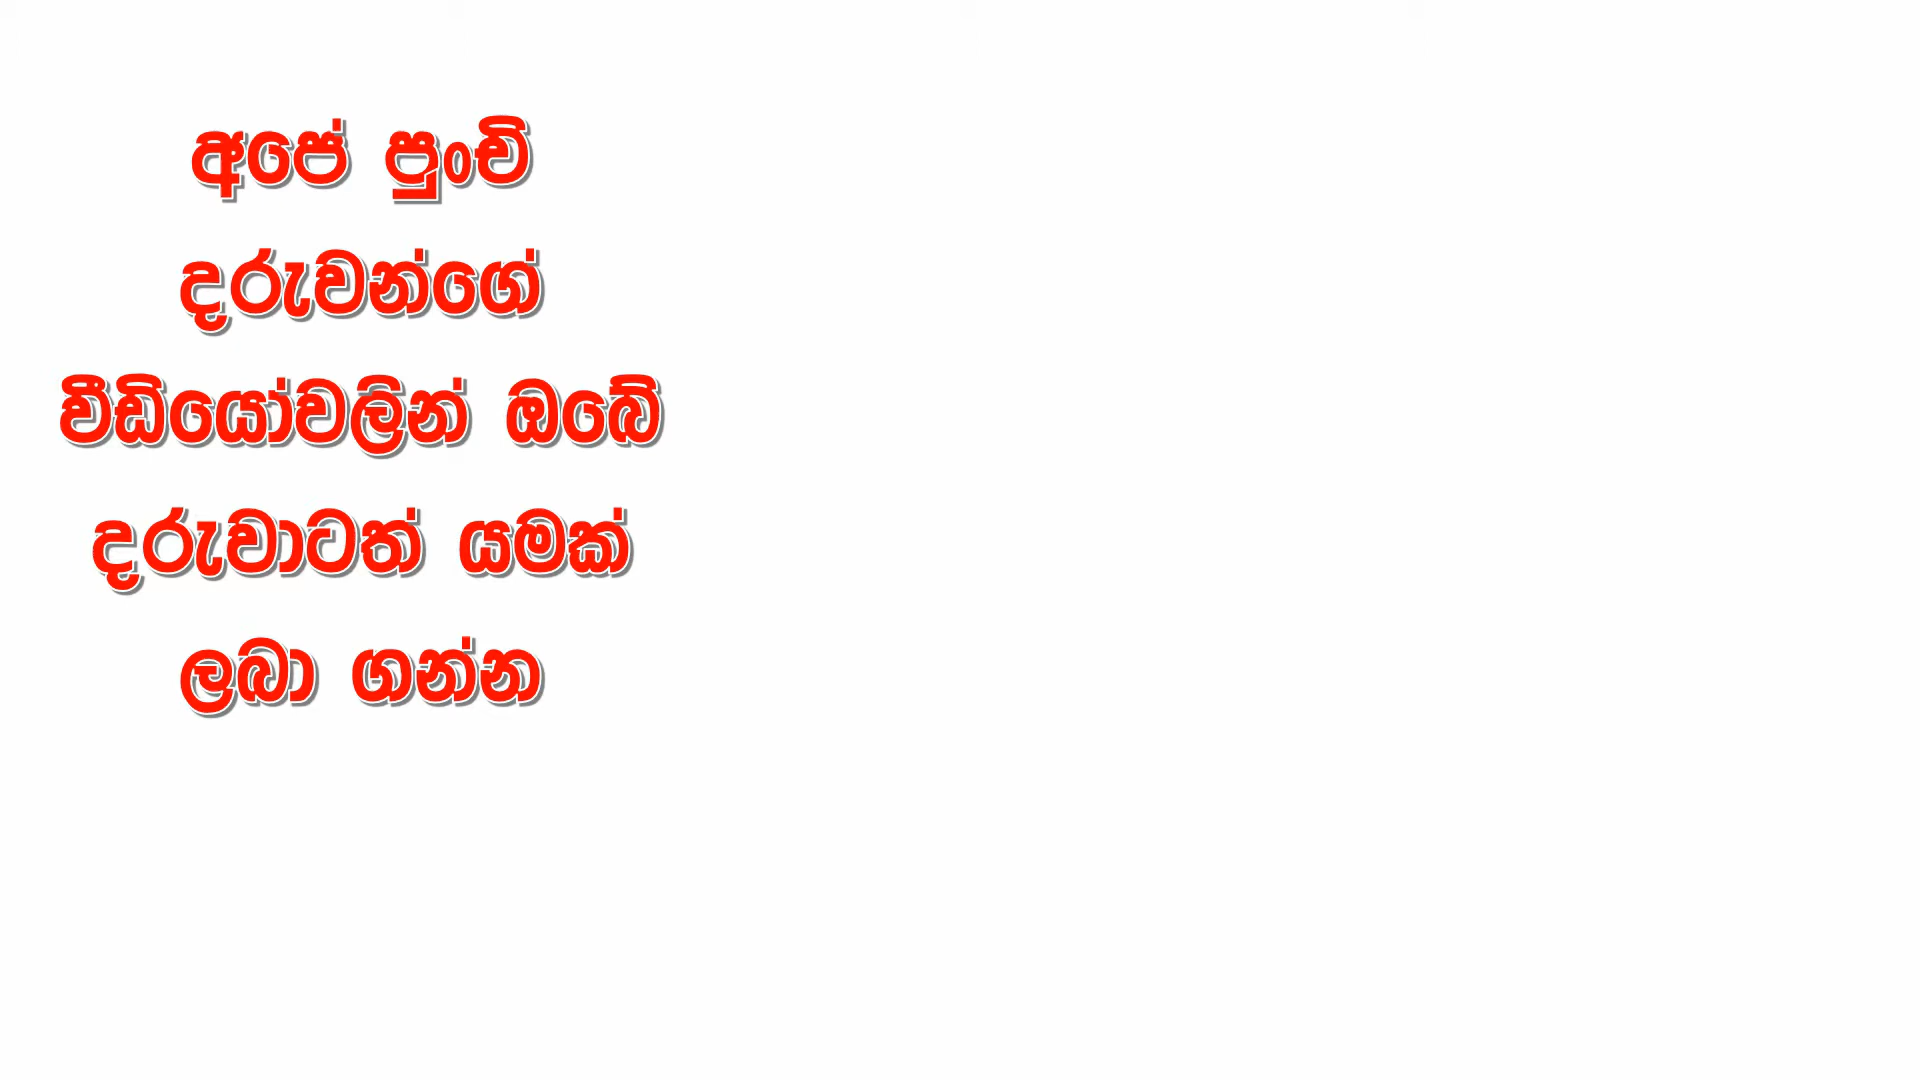 අපේ පුංචි
දරුවන්ගේ
වීඩියෝවලින් ඔබේ
දරුවාටත් යමක්
ලබා ගන්න